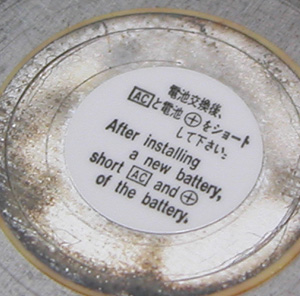 電池交換後、
ACと電池⊕をショート
して下さい。
After installing
a new battery,
short AC and ⊕
of the battery.